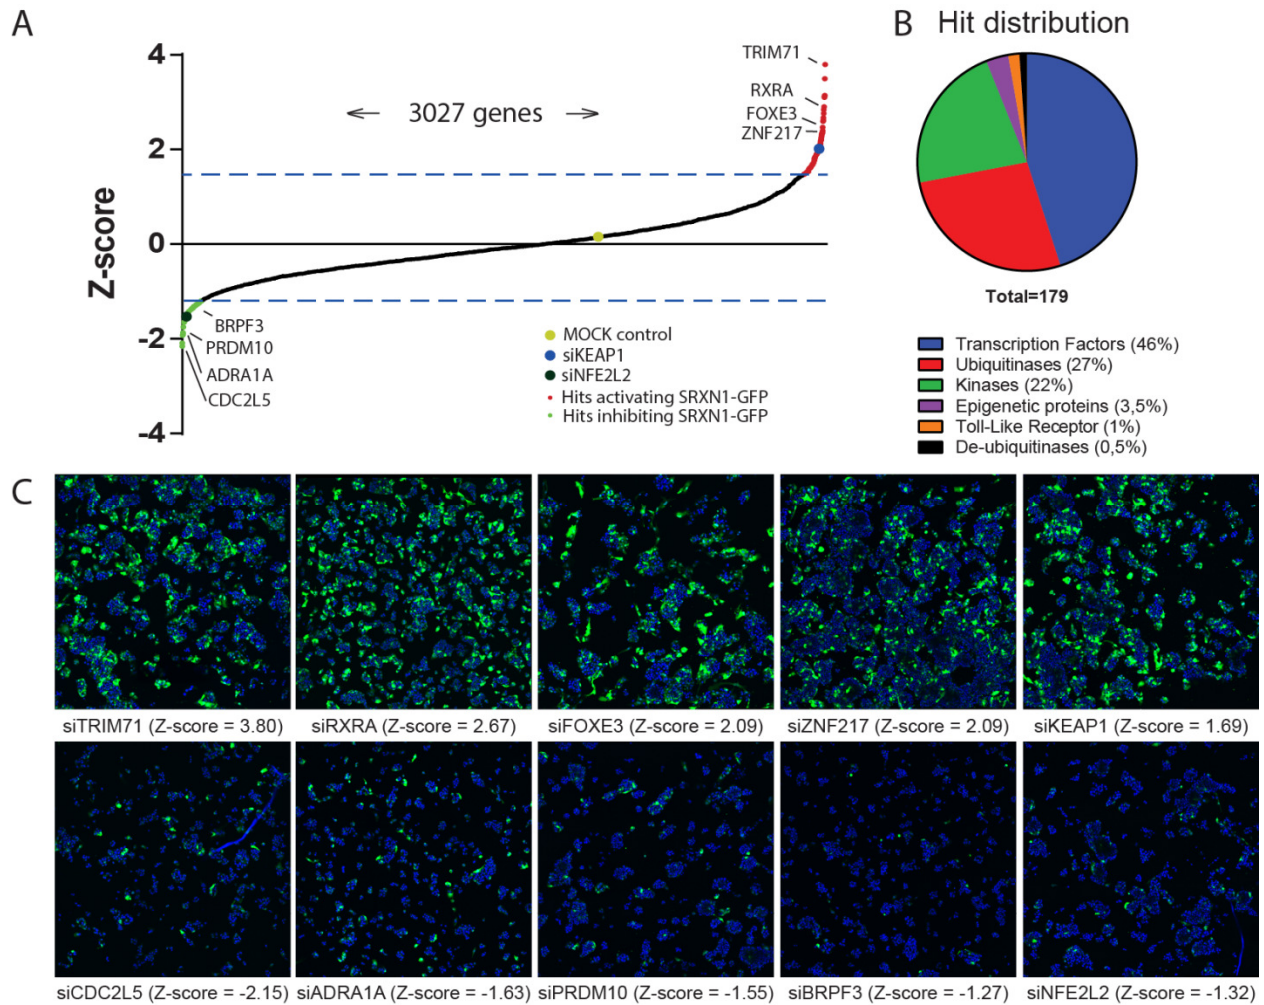 A
4
2
0
-2
-4
Z-score
3027 genes
TRIM71
RXRA
FOXE3
ZNF217
BRPF3
PRDM10
ADRA1A
CDC2L5
MOCK control
siKEAP1
siNFE2L2
Hits activating SRXN1-GFP
Hits inhibiting SRXN1-GFP
B Hit distribution
Total=179
Transcription Factors (46%)
Ubiquitinases (27%)
Kinases (22%)
Epigenetic proteins (3,5%)
Toll-Like Receptor (1%)
De-ubiquitinases (0,5%)
C
siTRIM71 (Z-score = 3.80)
siRXRA (Z-score = 2.67)
siFOXE3 (Z-score = 2.09)
siZNF217 (Z-score = 2.09)
siKEAP1 (Z-score = 1.69)
siCDC2L5 (Z-score = -2.15)
siADRA1A (Z-score = -1.63)
siPRDM10 (Z-score = -1.55)
siBRPF3 (Z-score = -1.27)
siNFE2L2 (Z-score = -1.32)